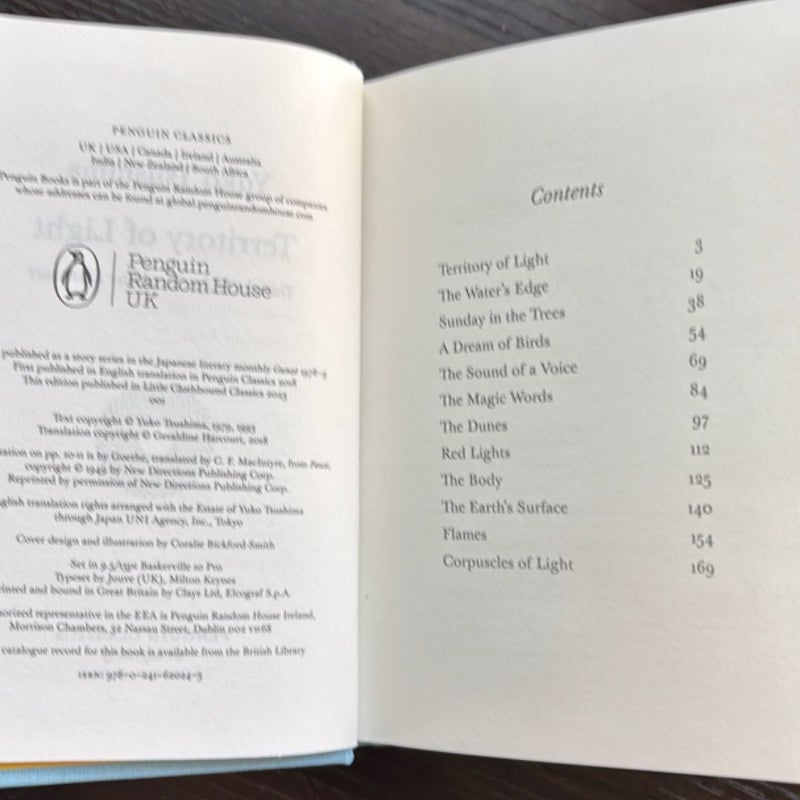 PENGUIN CLASSICS
UK | USA | Canada | Ireland | Australia
India | New Zealand | South Africa
Penguin Books is part of the Penguin Random House group of companies
whose addresses can be found at global.penguinrandomhouse.com
Territory of Light
Penguin
Random House
UK
published as a story series in the Japanese literary monthly Gunzō 1978–9
First published in English translation in Penguin Classics 2018
This edition published in Little Clothbound Classics 2023
001
Text copyright © Yuko Tsushima, 1979, 1993
Translation copyright © Geraldine Harcourt, 2018
on pp. 10-11 is by Goethe, translated by C. F. MacIntyre, from Faust,
copyright © 1949 by New Directions Publishing Corp.
Reprinted by permission of New Directions Publishing Corp.
translation rights arranged with the Estate of Yuko Tsushima
through Japan UNI Agency, Inc., Tokyo
Cover design and illustration by Coralie Bickford-Smith
Set in 9.5/13pt Baskerville 10 Pro
Typeset by Jouve (UK), Milton Keynes
and bound in Great Britain by Clays Ltd, Elcograf S.p.A.
representative in the EEA is Penguin Random House Ireland,
Morrison Chambers, 32 Nassau Street, Dublin D02 YH68
catalogue record for this book is available from the British Library
ISBN: 978–0–241–62024–3
Contents
Territory of Light 3
The Water's Edge 19
Sunday in the Trees 38
A Dream of Birds 54
The Sound of a Voice 69
The Magic Words 84
The Dunes 97
Red Lights 112
The Body 125
The Earth's Surface 140
Flames 154
Corpuscles of Light 169